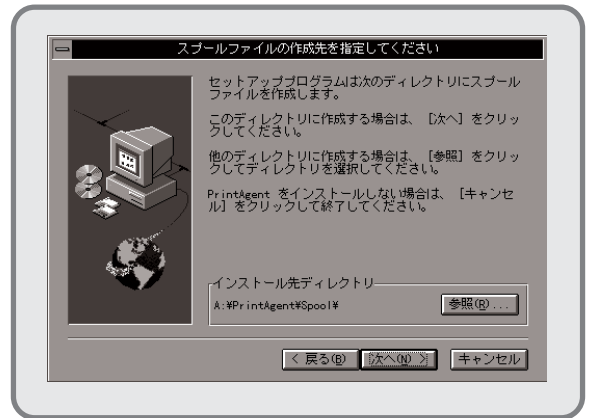 スプールファイルの作成先を指定してください
セットアッププログラムは次のディレクトリにスプール
ファイルを作成します。
このディレクトリに作成する場合は、［次へ］をクリッ
クしてください。
他のディレクトリに作成する場合は、［参照］をクリッ
クしてディレクトリを選択してください。
PrintAgent をインストールしない場合は、［キャンセ
ル］をクリックして終了してください。
インストール先ディレクトリ
A:¥PrintAgent¥Spool¥
参照(R)...
< 戻る(B)
次へ(N) >
キャンセル